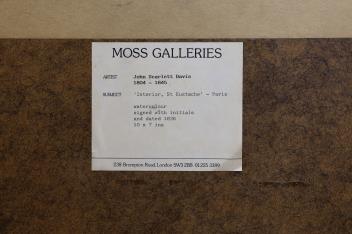 MOSS GALLERIES
ARTIST John Scarlett Davis
1804 - 1845
SUBJECT 'Interior, St Eustache' - Paris
watercolour
signed with initials
and dated 1836
10 x 7 ins
236 Brompton Road, London SW3 2BB 01-225 3389